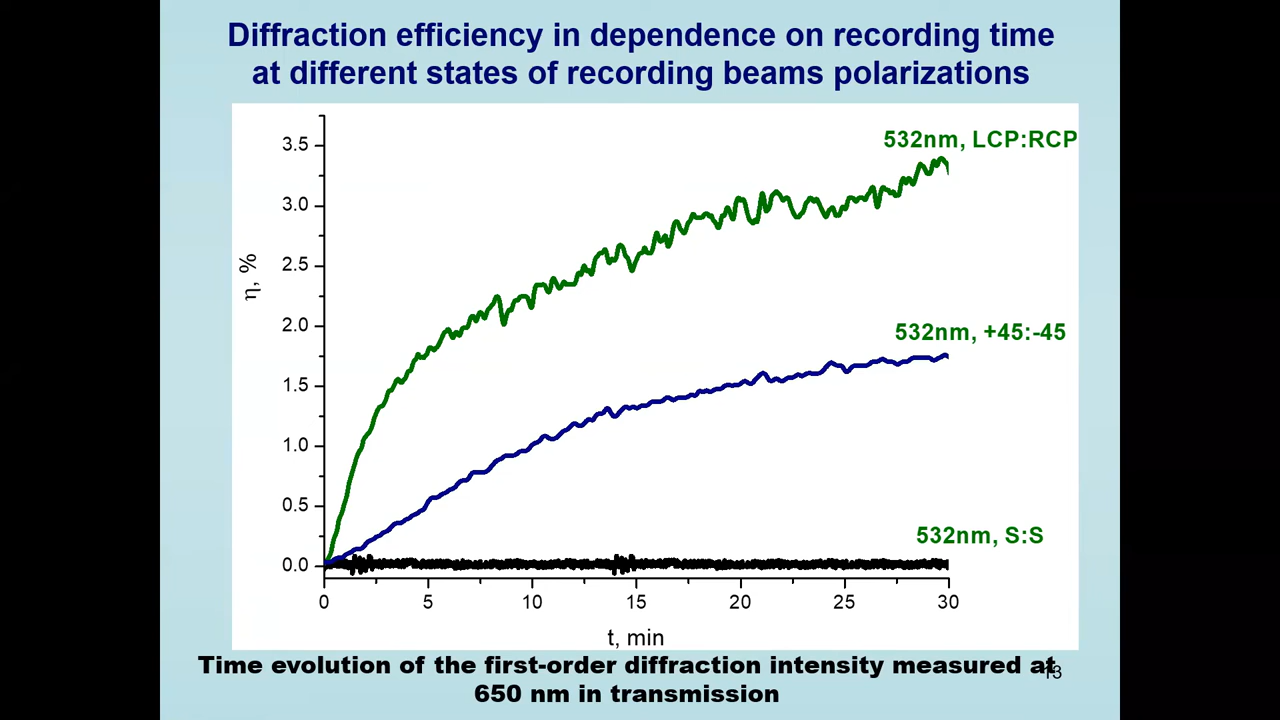 Diffraction efficiency in dependence on recording time
at different states of recording beams polarizations
532nm, LCP:RCP
3.5
3.0
2.5
η, %
2.0
532nm, +45:-45
1.5
1.0
0.5
532nm, S:S
0.0
0 5 10 15 20 25 30
t, min
Time evolution of the first-order diffraction intensity measured at
13
650 nm in transmission